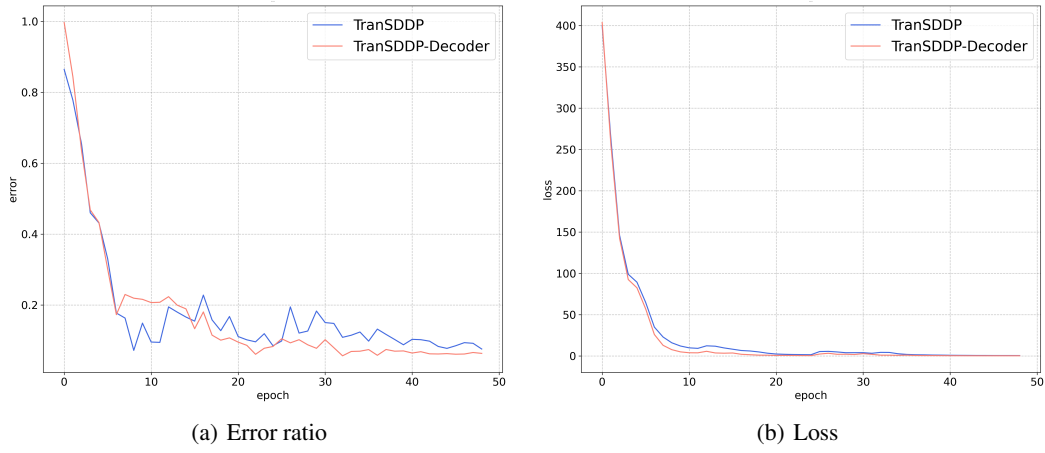 TranSDDP
TranSDDP-Decoder
1.0
0.8
0.6
0.4
0.2
error
0
10
20
30
40
50
epoch
(a) Error ratio
TranSDDP
TranSDDP-Decoder
400
350
300
250
200
150
100
50
0
loss
0
10
20
30
40
50
epoch
(b) Loss